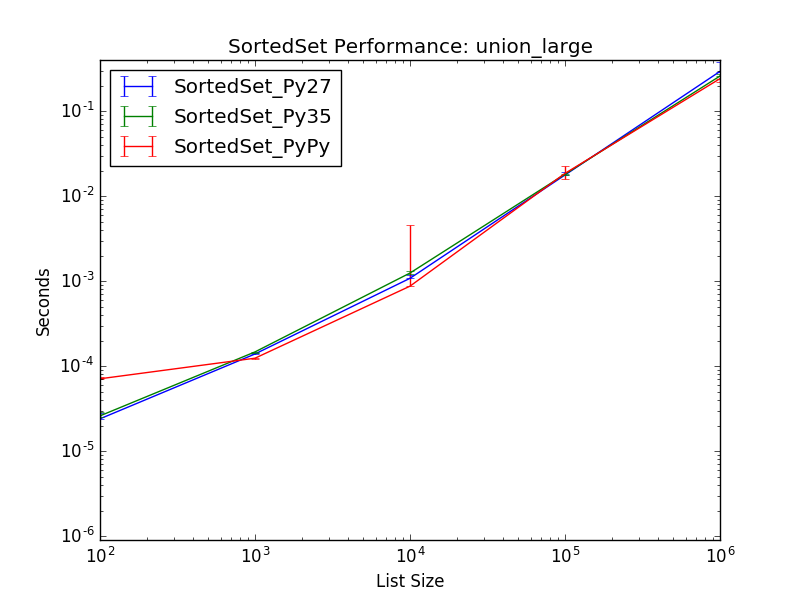 SortedSet Performance: union_large
SortedSet_Py27
SortedSet_Py35
SortedSet_PyPy
10^-1
10^-2
10^-3
10^-4
10^-5
10^-6
Seconds
10^2 10^3 10^4 10^5 10^6
List Size